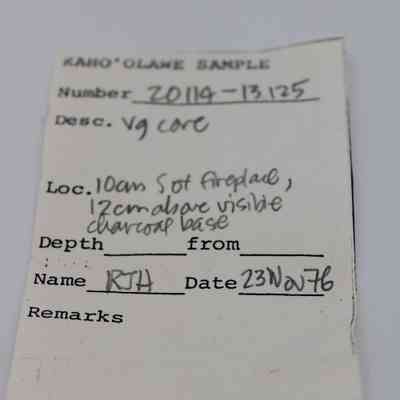 KAHO'OLAWE SAMPLE
Number 20114-13,125
Desc. Vg core
Loc. 10cm S of fireplace,
12cm above visible
charcoal base
Depth from
Name RJH Date 23Nov76
Remarks